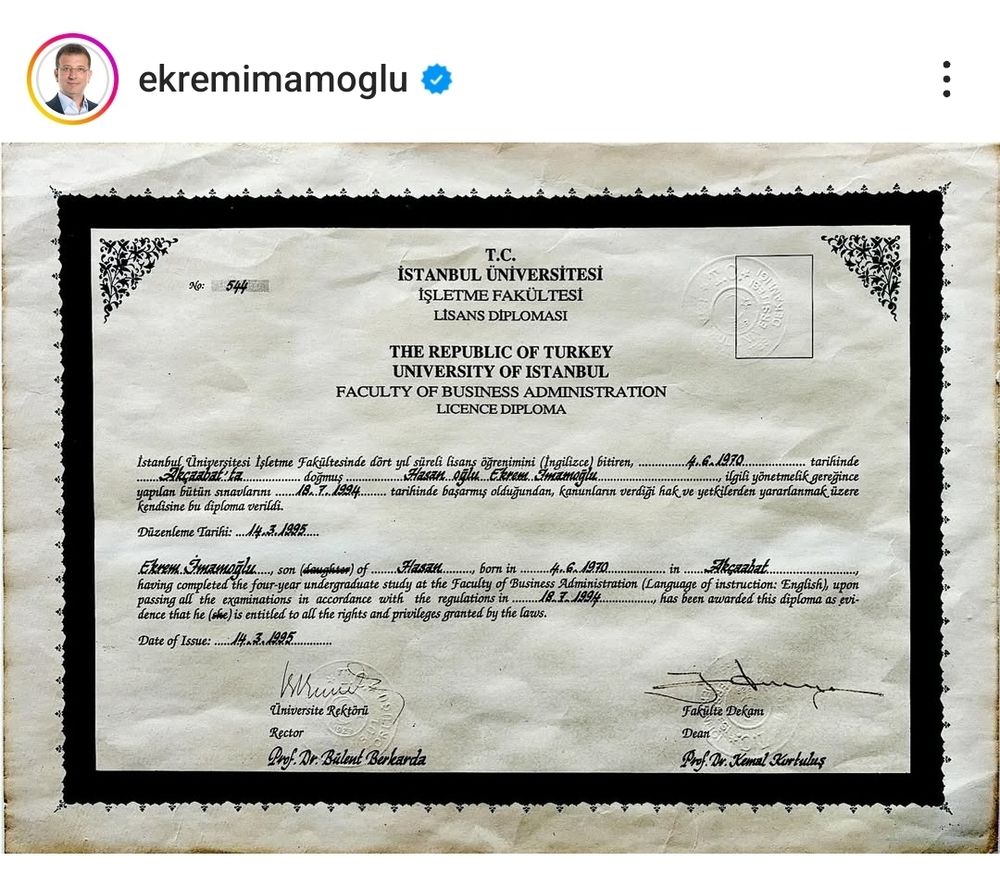 ekremimamoglu
No: 544
T.C.
İSTANBUL ÜNİVERSİTESİ
İŞLETME FAKÜLTESİ
LİSANS DİPLOMASI
THE REPUBLIC OF TURKEY
UNIVERSITY OF ISTANBUL
FACULTY OF BUSINESS ADMINISTRATION
LICENCE DIPLOMA
İstanbul Üniversitesi İşletme Fakültesinde dört yıl süreli lisans öğrenimini (İngilizce) bitiren, ..........4.6.1970.......... tarihinde
.....Akçaabat'ta.......... doğmuş ..........Hasan oğlu Ekrem İmamoğlu...................., ilgili yönetmelik gereğince
yapılan bütün sınavlarını .....18.7.1994..... tarihinde başarmış olduğundan, kanunların verdiği hak ve yetkilerden yararlanmak üzere
kendisine bu diploma verildi.
Düzenleme Tarihi: ...14.3.1995....
Ekrem İmamoğlu...., son (daughter) of .....Hasan......, born in .....4.6.1970........ in .....Akçaabat....................,
having completed the four-year undergraduate study at the Faculty of Business Administration (Language of instruction: English), upon
passing all the examinations in accordance with the regulations in ........18.7.1994............, has been awarded this diploma as evi-
dence that he (she) is entitled to all the rights and privileges granted by the laws.
Date of Issue: .....14.3.1995..........
Üniversite Rektörü
Rector
Prof. Dr. Bülent Berkarda
Fakülte Dekanı
Dean
Prof. Dr. Kemal Kurtuluş